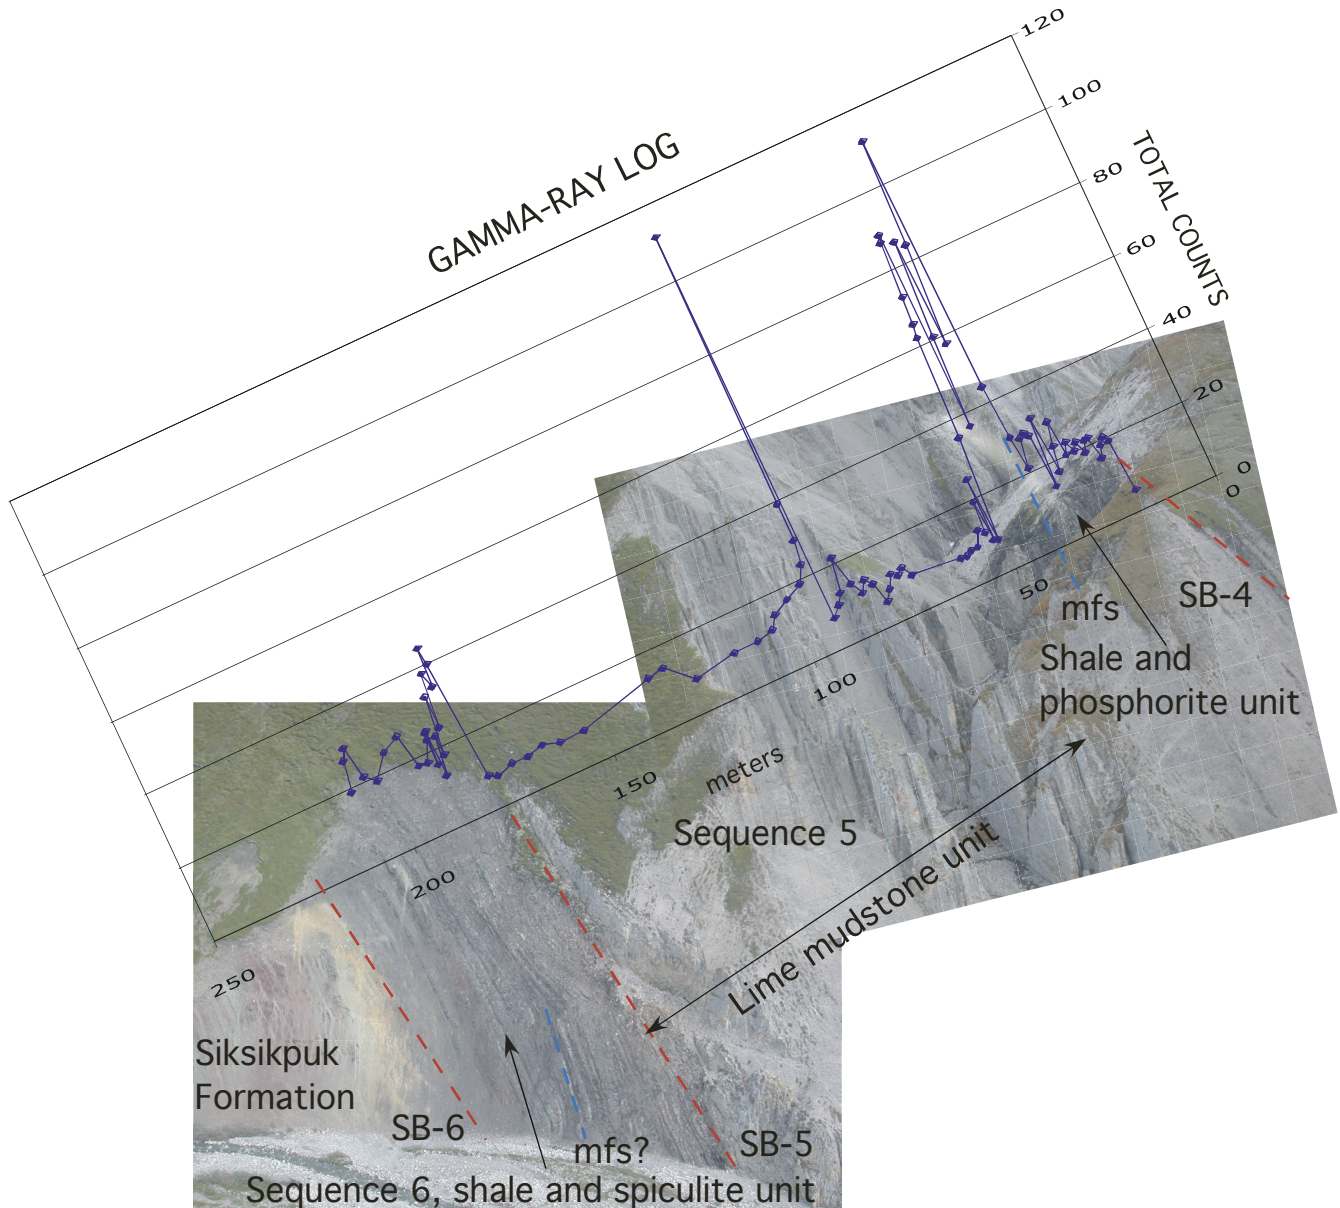 GAMMA-RAY LOG
120
100
80
60
40
20
0
TOTAL COUNTS
0
50
100
150
200
250
meters
mfs
SB-4
Shale and
phosphorite unit
Sequence 5
Lime mudstone unit
Siksikpuk
Formation
SB-6
mfs?
SB-5
Sequence 6, shale and spiculite unit